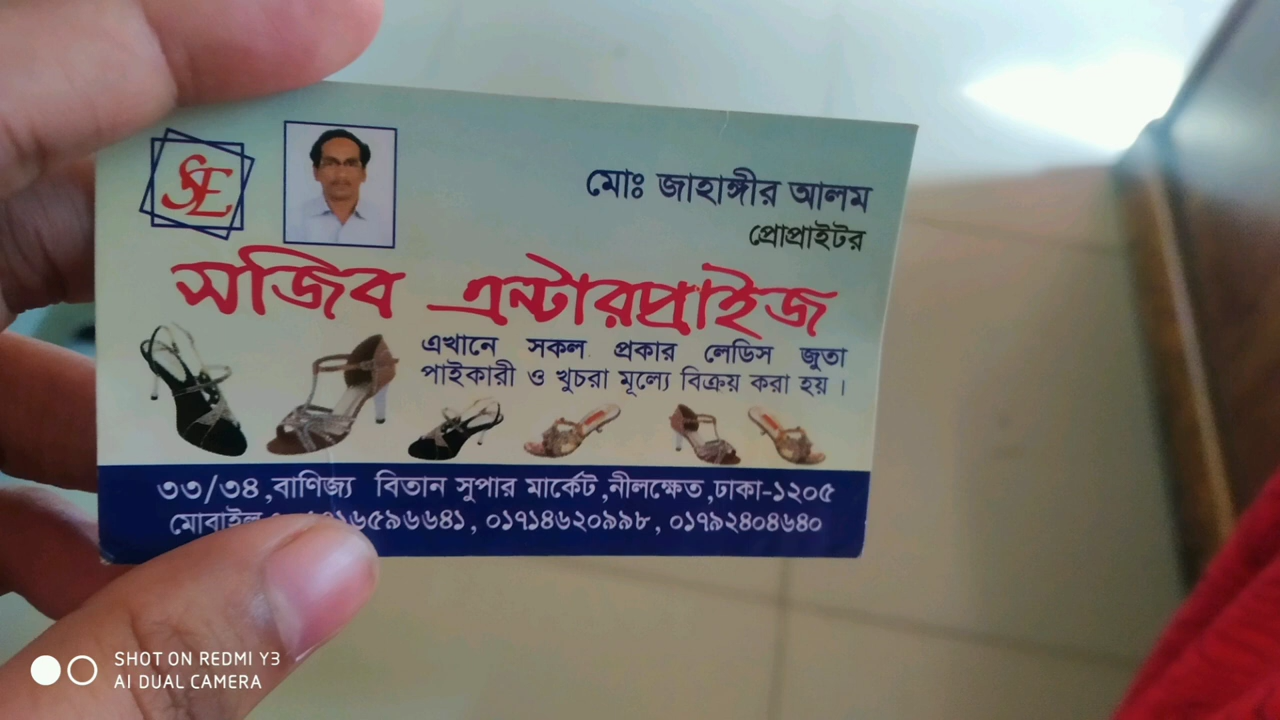 SE
মোঃ জাহাঙ্গীর আলম
প্রোপ্রাইটর
সজিব এন্টারপ্রাইজ
এখানে সকল প্রকার লেডিস জুতা
পাইকারী ও খুচরা মূল্যে বিক্রয় করা হয় ।
৩৩/৩৪,বাণিজ্য বিতান সুপার মার্কেট,নীলক্ষেত,ঢাকা-১২০৫
মোবাইল ০১৭১৪৬২০৯৯৮, ০১৭৯২৪০৪৬৪০
SHOT ON REDMI Y3
AI DUAL CAMERA